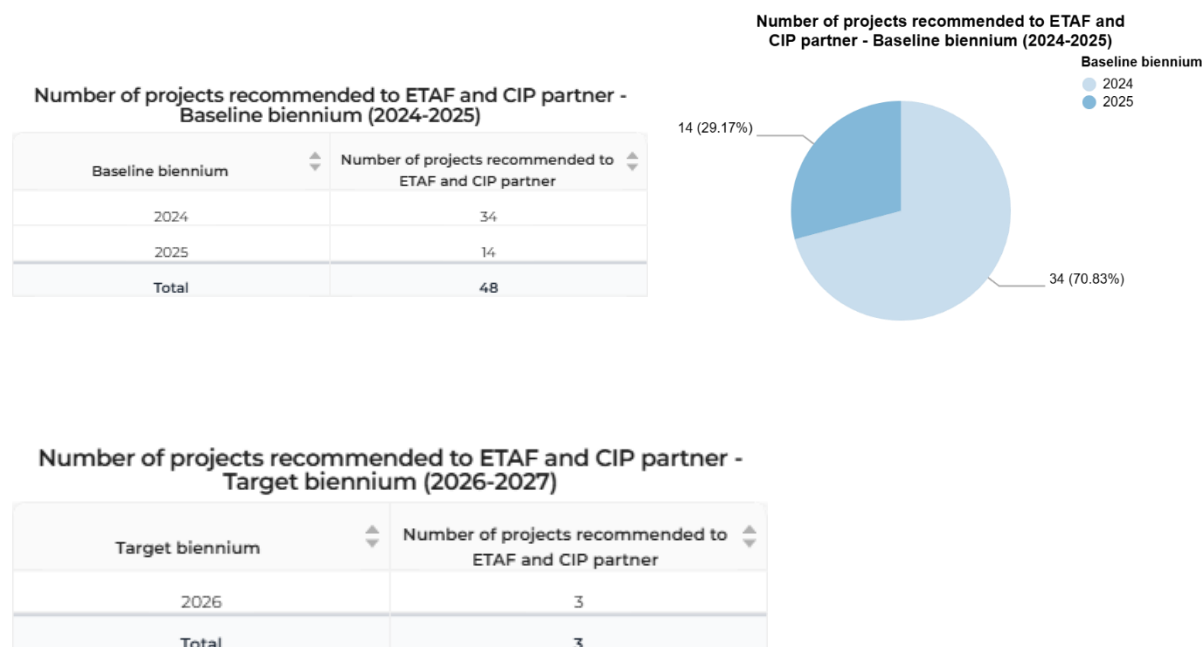 Number of projects recommended to ETAF and CIP partner -
Baseline biennium (2024-2025)
Baseline biennium
Number of projects recommended to
ETAF and CIP partner
2024 34
2025 14
Total 48
Number of projects recommended to ETAF and
CIP partner - Baseline biennium (2024-2025)
Baseline biennium
2024
2025
14 (29.17%)
34 (70.83%)
Number of projects recommended to ETAF and CIP partner -
Target biennium (2026-2027)
Target biennium
Number of projects recommended to
ETAF and CIP partner
2026 3
Total 3